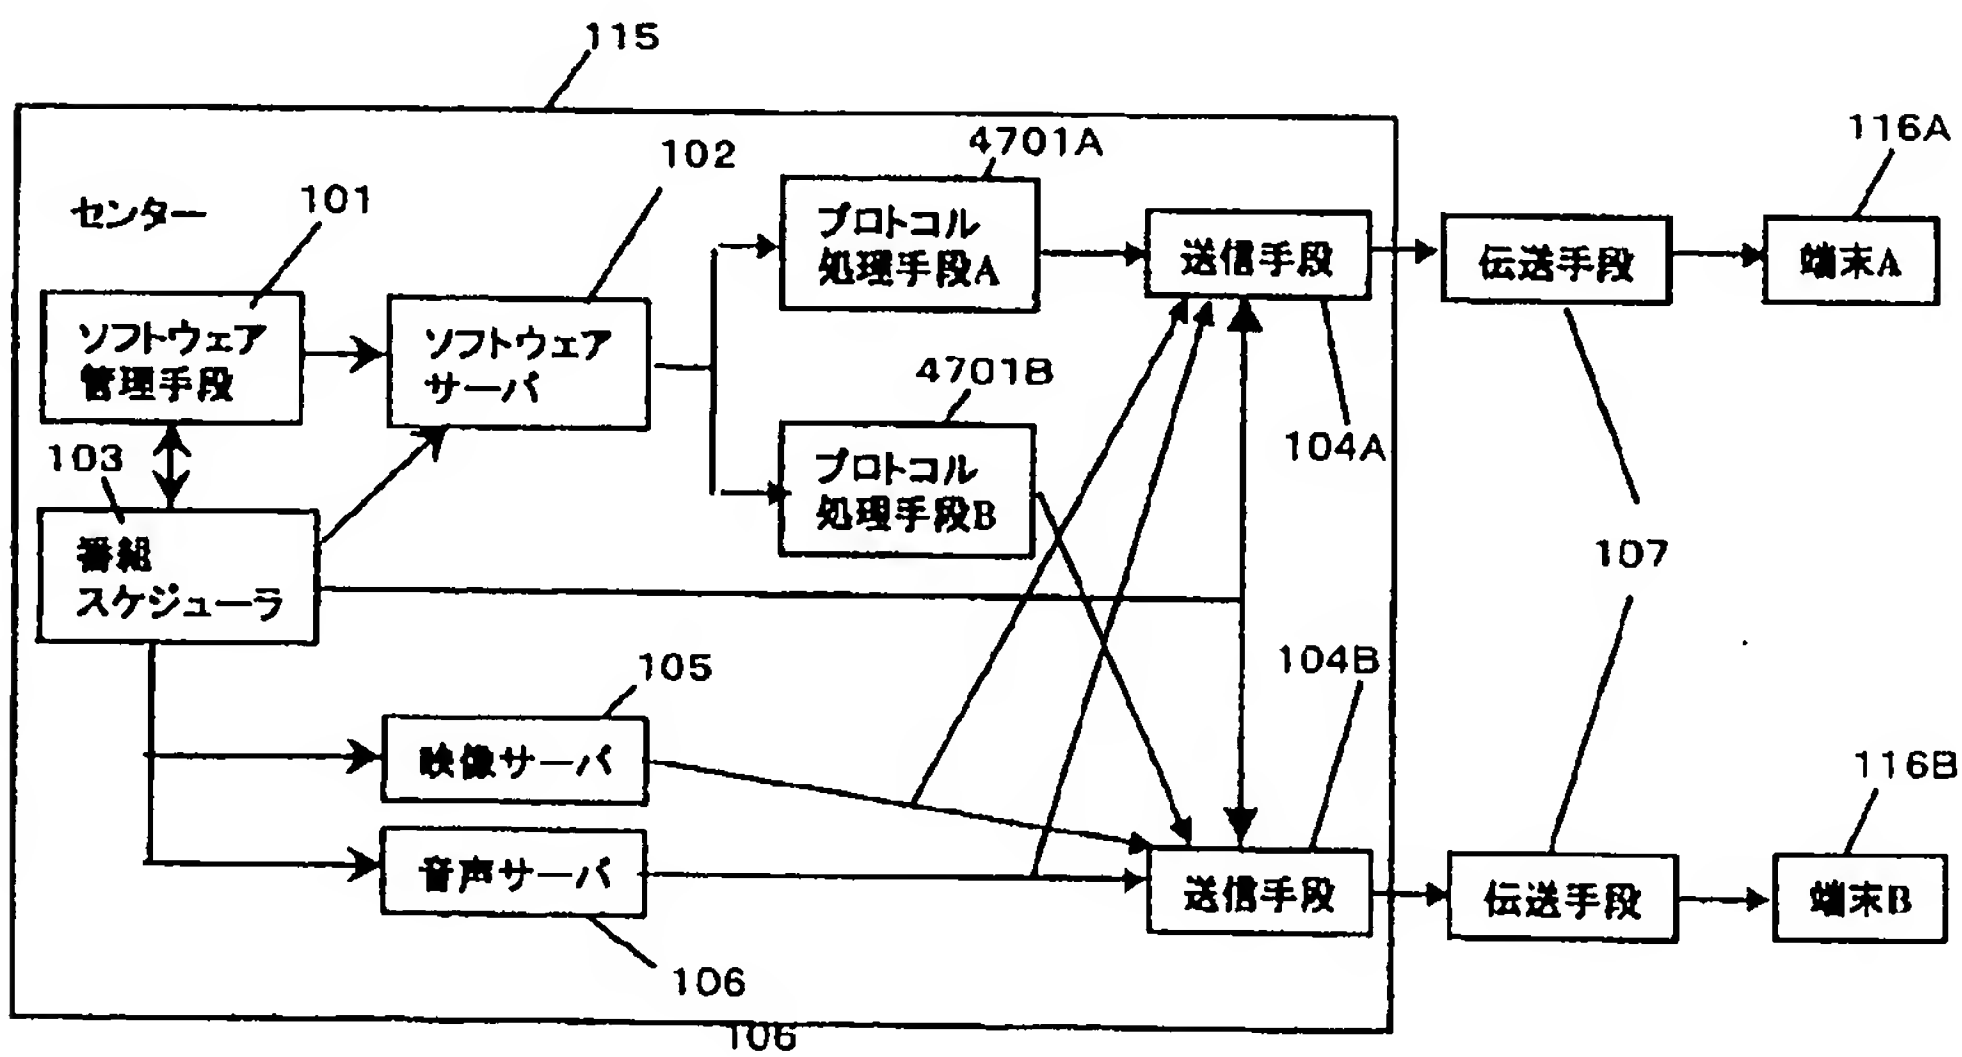 115
4701A
116A
102
101
センター
プロトコル
処理手段A
送信手段
伝送手段
端末A
ソフトウェア
管理手段
ソフトウェア
サーバ
4701B
104A
103
プロトコル
処理手段B
番組
スケジューラ
107
105
104B
映像サーバ
116B
音声サーバ
送信手段
伝送手段
端末B
106
106